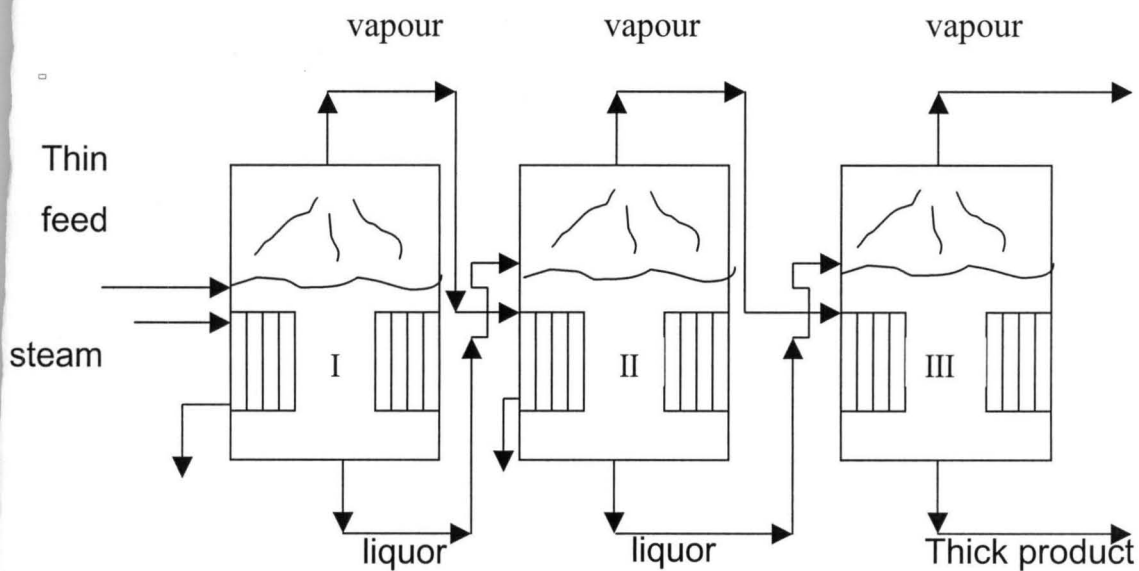 vapour
vapour
vapour
Thin
feed
steam
I
II
III
liquor
liquor
Thick product